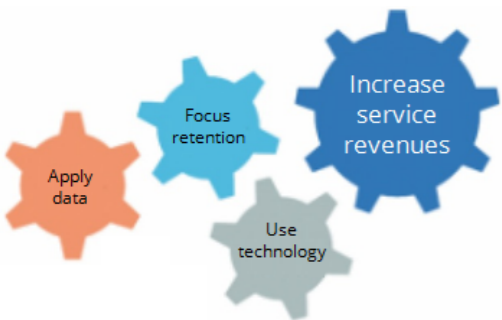 Increase
service
revenues
Focus
retention
Apply
data
Use
technology